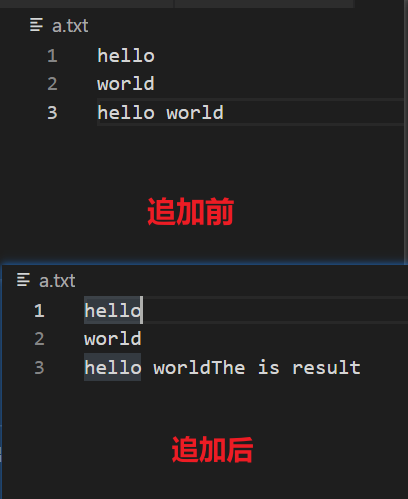 a.txt
1 hello
2 world
3 hello world
追加前
a.txt
1 hello
2 world
3 hello worldThe is result
追加后